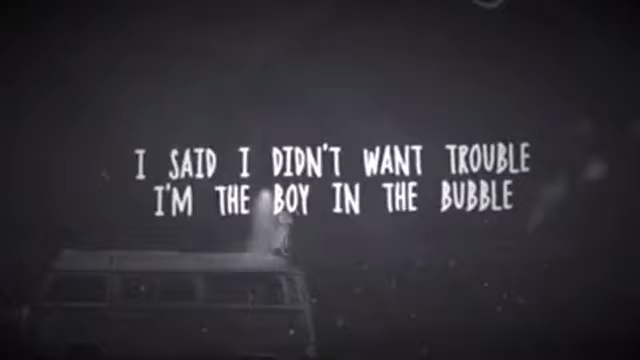 I SAID I DIDN'T WANT TROUBLE
I'M THE BOY IN THE BUBBLE